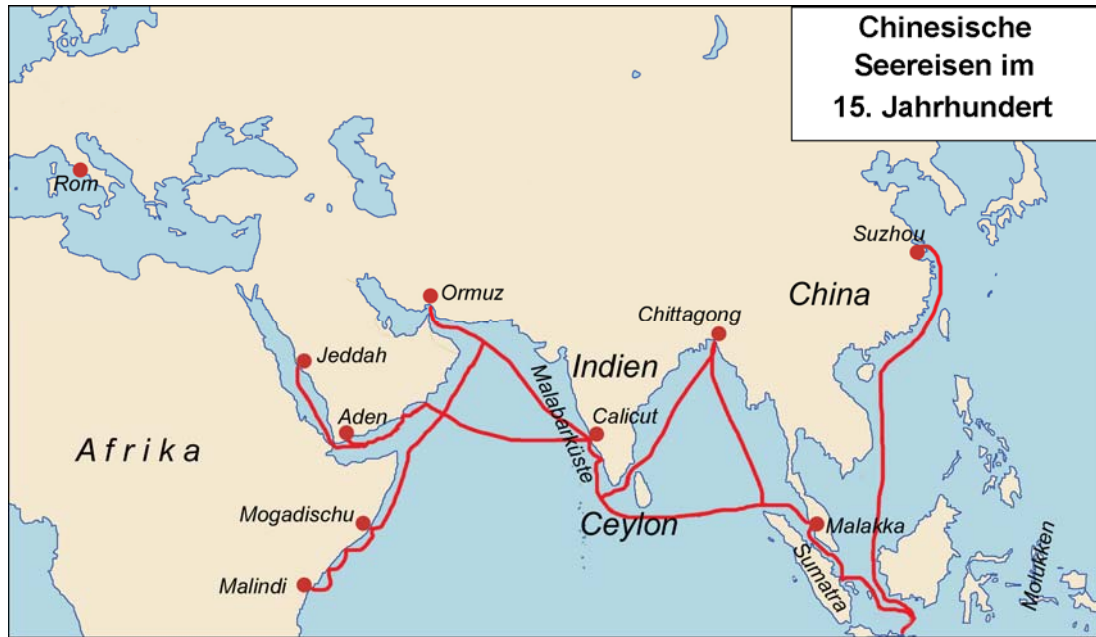 Chinesische
Seereisen im
15. Jahrhundert
Rom
Suzhou
Ormuz
China
Chittagong
Jeddah
Indien
Malabarküste
Aden
Calicut
Afrika
Mogadischu
Ceylon
Malakka
Sumatra
Molukken
Malindi